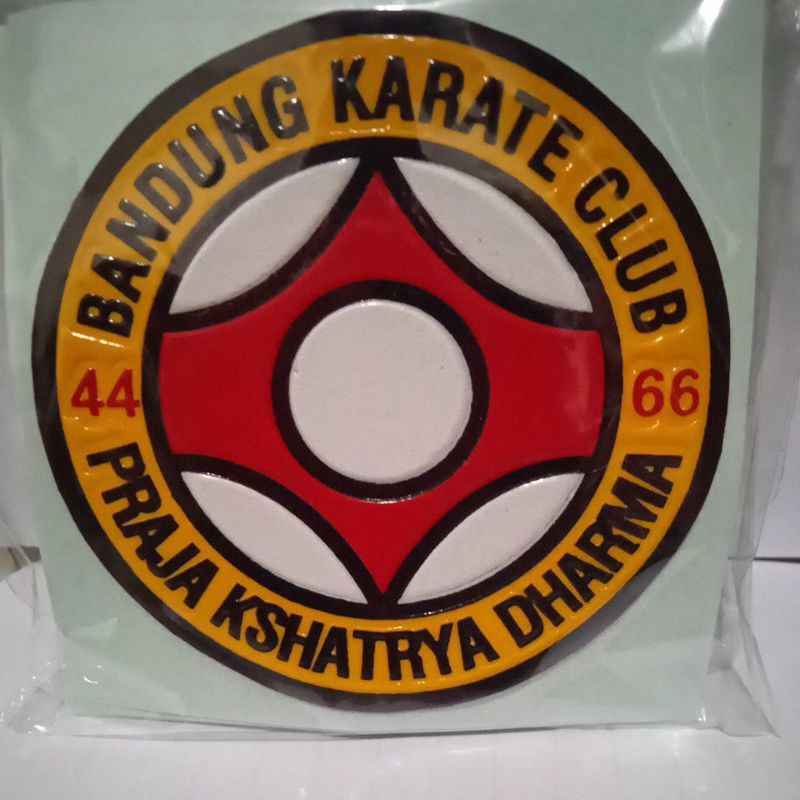 BANDUNG KARATE CLUB
44 66
PRAJA KSHATRYA DHARMA